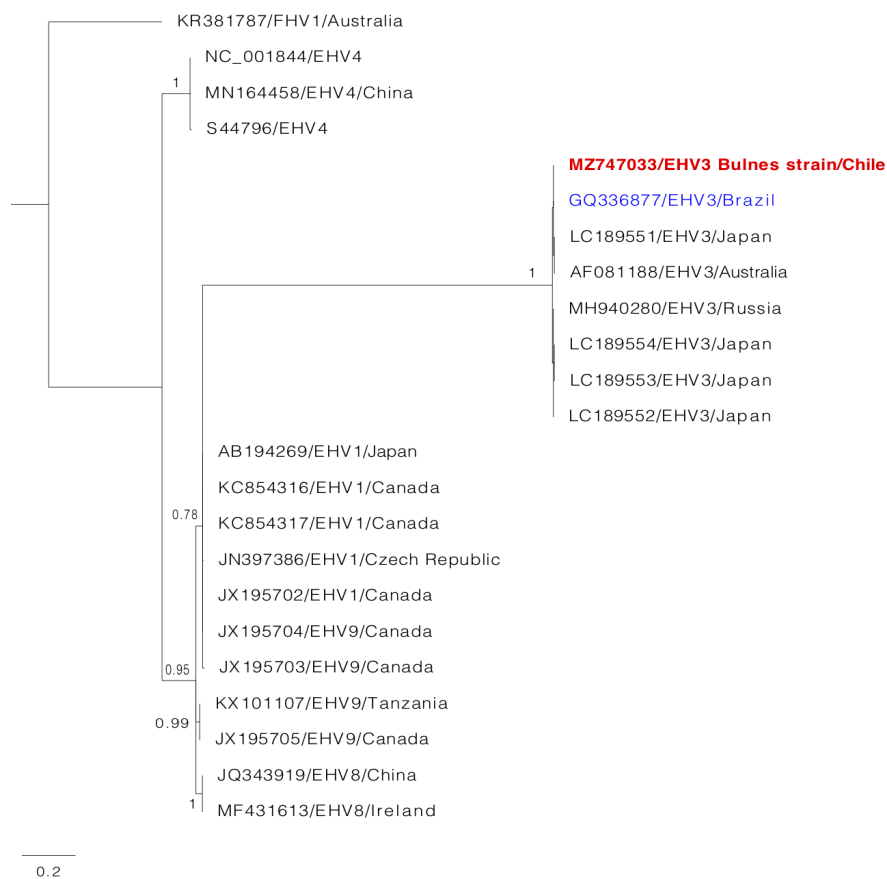 KR381787/FHV1/Australia
NC_001844/EHV4
1
MN164458/EHV4/China
S44796/EHV4
MZ747033/EHV3 Bulnes strain/Chile
GQ336877/EHV3/Brazil
LC189551/EHV3/Japan
1
AF081188/EHV3/Australia
MH940280/EHV3/Russia
LC189554/EHV3/Japan
LC189553/EHV3/Japan
LC189552/EHV3/Japan
AB194269/EHV1/Japan
KC854316/EHV1/Canada
0.78
KC854317/EHV1/Canada
JN397386/EHV1/Czech Republic
JX195702/EHV1/Canada
JX195704/EHV9/Canada
0.95
JX195703/EHV9/Canada
KX101107/EHV9/Tanzania
0.99
JX195705/EHV9/Canada
JQ343919/EHV8/China
1
MF431613/EHV8/Ireland
0.2